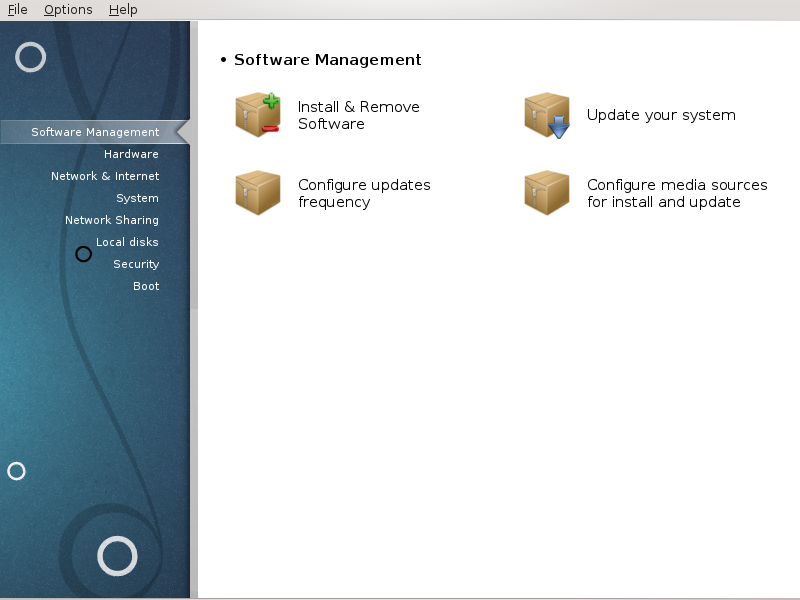 File Options Help
Software Management
Hardware
Network & Internet
System
Network Sharing
Local disks
Security
Boot
• Software Management
Install & Remove
Software
Update your system
Configure updates
frequency
Configure media sources
for install and update